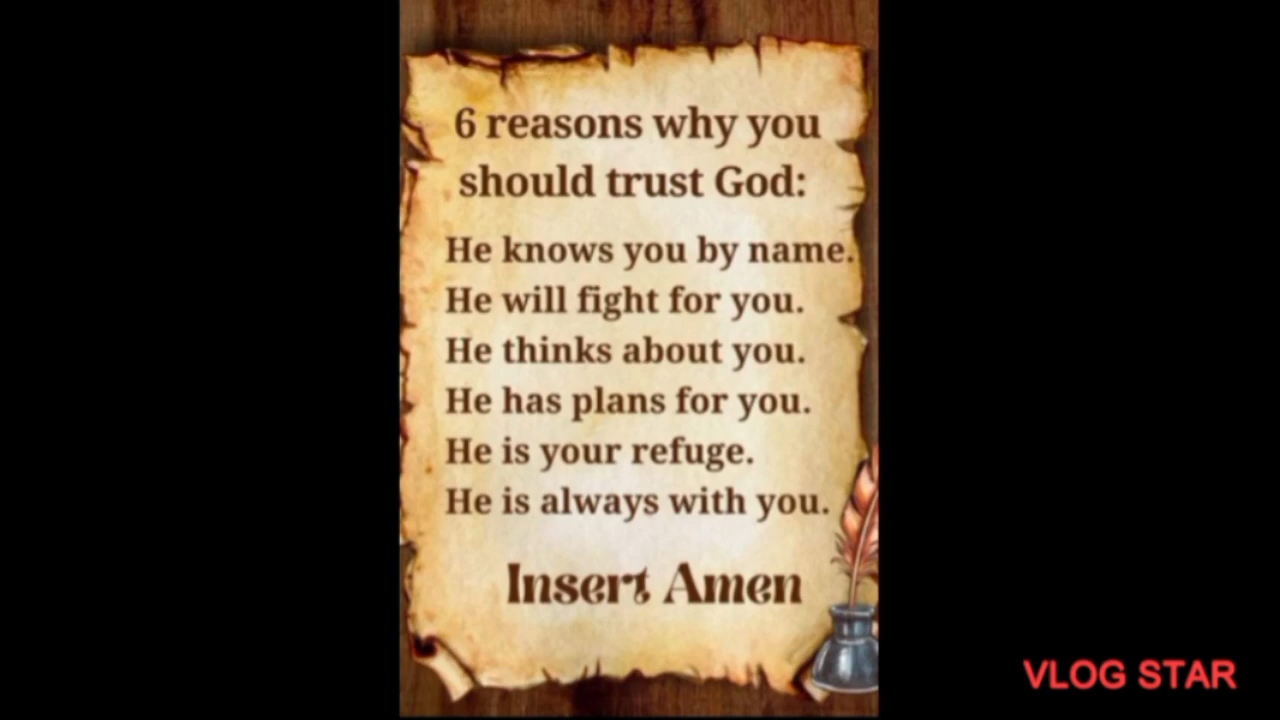 6 reasons why you
should trust God:
He knows you by name.
He will fight for you.
He thinks about you.
He has plans for you.
He is your refuge.
He is always with you.
Insert Amen
VLOG STAR